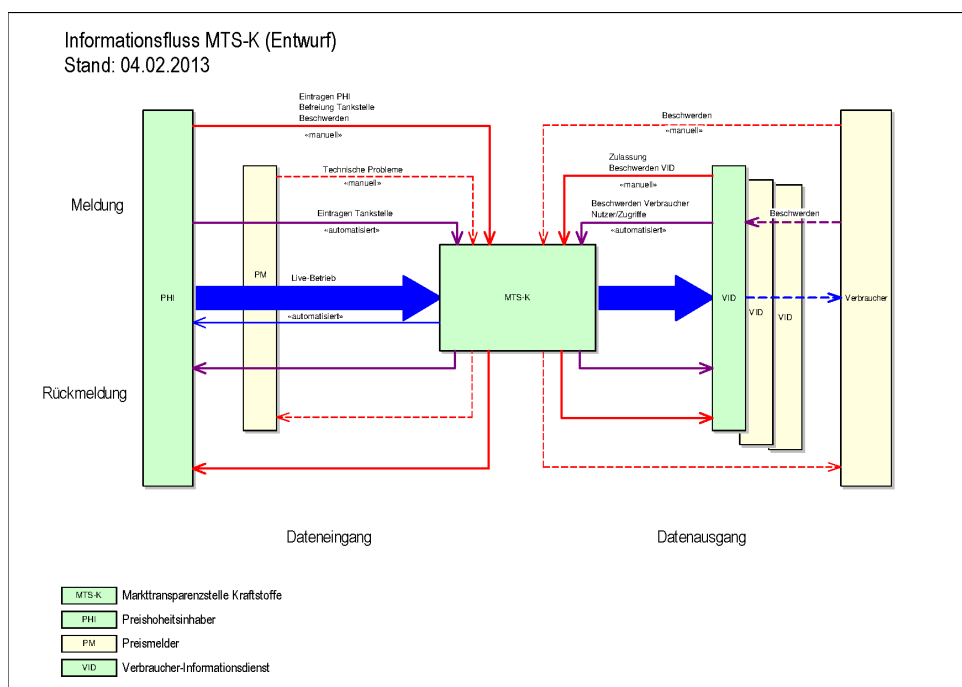 Informationsfluss MTS-K (Entwurf)
Stand: 04.02.2013
Eintragen PHI
Befreiung Tankstelle
Beschwerden
«manuell»
Beschwerden
«manuell»
Technische Probleme
«manuell»
Zulassung
Beschwerden VID
«manuell»
Meldung
Eintragen Tankstelle
«automatisiert»
Beschwerden Verbraucher
Nutzer/Zugriffe
«automatisiert»
Beschwerden
PHI
PM
Live-Betrieb
«automatisiert»
MTS-K
VID
VID
VID
Verbraucher
Rückmeldung
Dateneingang
Datenausgang
MTS-K Markttransparenzstelle Kraftstoffe
PHI Preishoheitsinhaber
PM Preismelder
VID Verbraucher-Informationsdienst